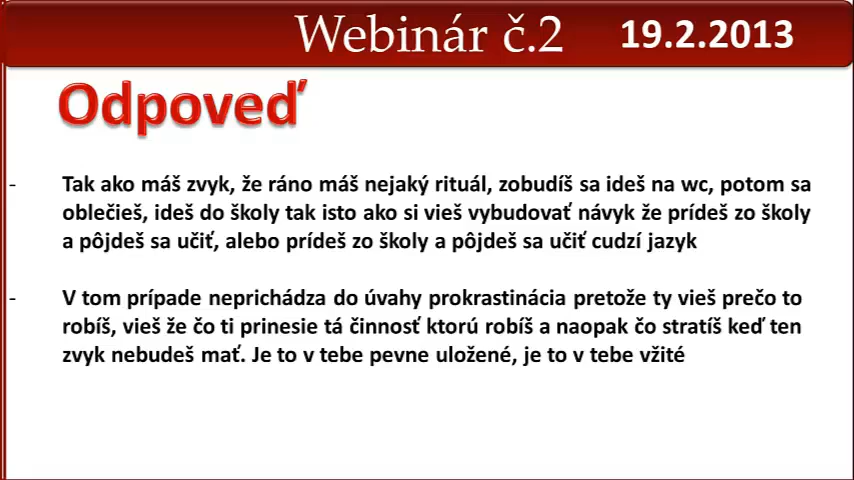 Webinár č.2 19.2.2013
Odpoveď
- Tak ako máš zvyk, že ráno máš nejaký rituál, zobudíš sa ideš na wc, potom sa
oblečieš, ideš do školy tak isto ako si vieš vybudovať návyk že prídeš zo školy
a pôjdeš sa učiť, alebo prídeš zo školy a pôjdeš sa učiť cudzí jazyk
- V tom prípade neprichádza do úvahy prokrastinácia pretože ty vieš prečo to
robíš, vieš že čo ti prinesie tá činnosť ktorú robíš a naopak čo stratíš keď ten
zvyk nebudeš mať. Je to v tebe pevne uložené, je to v tebe vžité